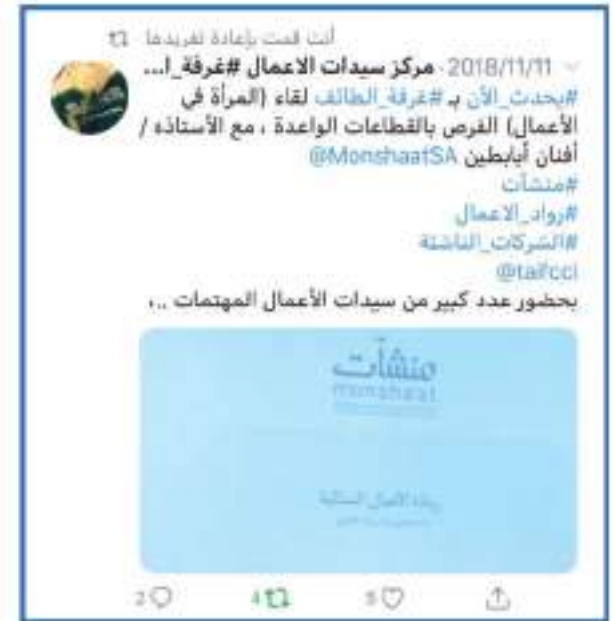 أنت قمت بإعادة تغريدها
مركز سيدات الاعمال #غرفة_ا... · 2018/11/11
#يحدث_الأن بـ #غرفة_الطائف لقاء (المرأة في
الأعمال) الفرص بالقطاعات الواعدة ، مع الأستاذه /
أفنان أبابطين @MonshaatSA
#منشآت
#رواد_الاعمال
#الشركات_الناشئة
@taifcci
بحضور عدد كبير من سيدات الأعمال المهتمات ..،
منشآت
monshaat
2
4
5